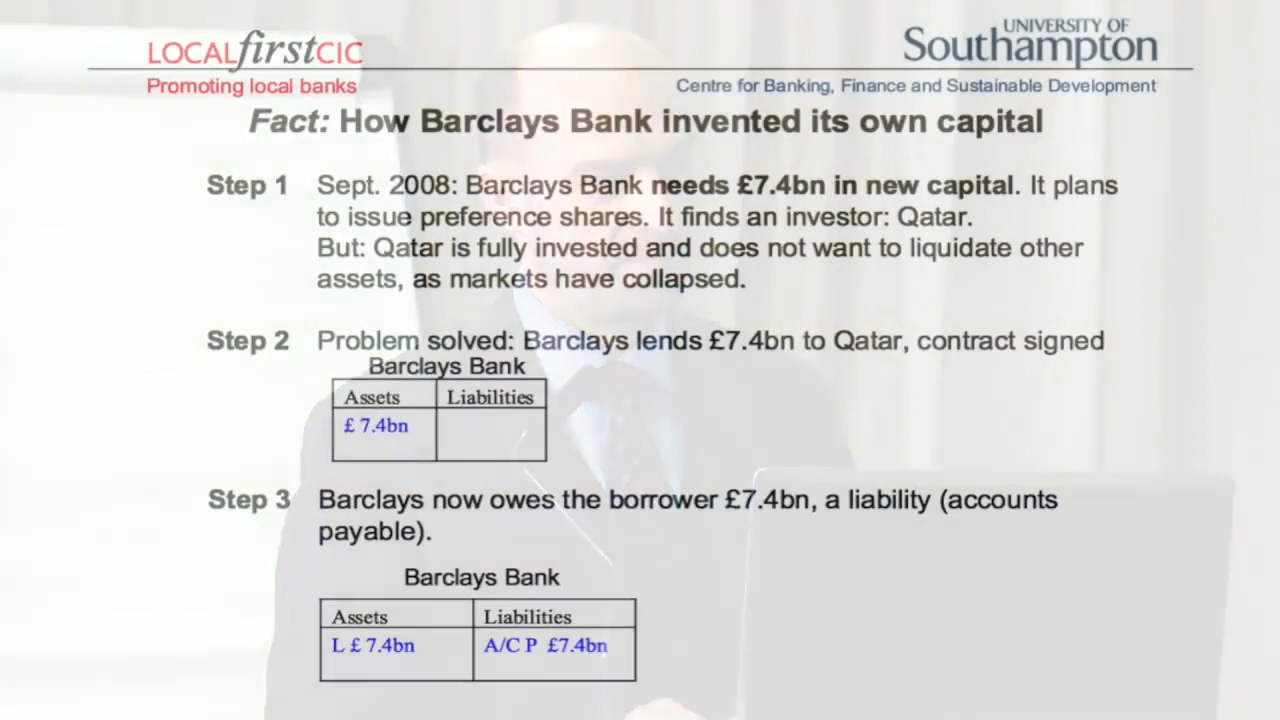 LOCALfirstCIC
Promoting local banks
UNIVERSITY OF
Southampton
Centre for Banking, Finance and Sustainable Development
Fact: How Barclays Bank invented its own capital
Step 1 Sept. 2008: Barclays Bank needs £7.4bn in new capital. It plans
to issue preference shares. It finds an investor: Qatar.
But: Qatar is fully invested and does not want to liquidate other
assets, as markets have collapsed.
Step 2 Problem solved: Barclays lends £7.4bn to Qatar, contract signed
Barclays Bank
Assets Liabilities
£ 7.4bn
Step 3 Barclays now owes the borrower £7.4bn, a liability (accounts
payable).
Barclays Bank
Assets Liabilities
L £ 7.4bn A/C P £7.4bn